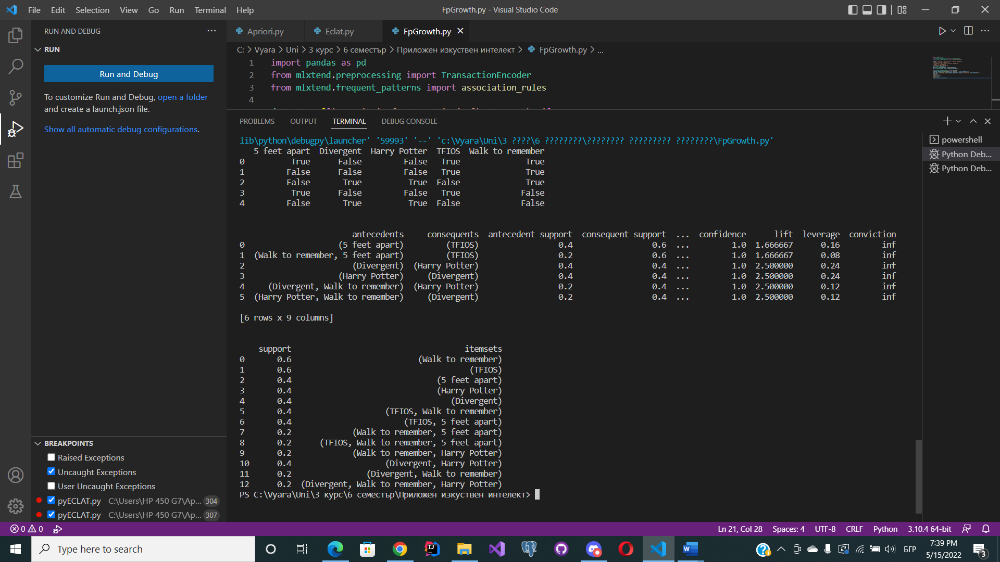 File Edit Selection View Go Run Terminal Help
FpGrowth.py - Visual Studio Code
RUN AND DEBUG
RUN
Run and Debug
To customize Run and Debug, open a folder
and create a launch.json file.
Show all automatic debug configurations.
BREAKPOINTS
Raised Exceptions
Uncaught Exceptions
User Uncaught Exceptions
pyECLAT.py C:\Users\HP 450 G7\Ap... 304
pyECLAT.py C:\Users\HP 450 G7\Ap... 307
Apriori.py Eclat.py FpGrowth.py
C: > Vyara > Uni > 3 курс > 6 семестър > Приложен изкуствен интелект > FpGrowth.py > ...
1 import pandas as pd
2 from mlxtend.preprocessing import TransactionEncoder
3 from mlxtend.frequent_patterns import association_rules
4
PROBLEMS OUTPUT TERMINAL DEBUG CONSOLE
lib\python\debugpy\launcher' '59993' '--' 'c:\Vyara\Uni\3 ????\6 ????????\???????? ????????? ????????\FpGrowth.py'
5 feet apart Divergent Harry Potter TFIOS Walk to remember
0 True False False True True
1 False False False True True
2 False True True False True
3 True False False True False
4 False True True False False
antecedents consequents antecedent support consequent support ... confidence lift leverage conviction
0 (5 feet apart) (TFIOS) 0.4 0.6 ... 1.0 1.666667 0.16 inf
1 (Walk to remember, 5 feet apart) (TFIOS) 0.2 0.6 ... 1.0 1.666667 0.08 inf
2 (Divergent) (Harry Potter) 0.4 0.4 ... 1.0 2.500000 0.24 inf
3 (Harry Potter) (Divergent) 0.4 0.4 ... 1.0 2.500000 0.24 inf
4 (Divergent, Walk to remember) (Harry Potter) 0.2 0.4 ... 1.0 2.500000 0.12 inf
5 (Harry Potter, Walk to remember) (Divergent) 0.2 0.4 ... 1.0 2.500000 0.12 inf
[6 rows x 9 columns]
support itemsets
0 0.6 (Walk to remember)
1 0.6 (TFIOS)
2 0.4 (5 feet apart)
3 0.4 (Harry Potter)
4 0.4 (Divergent)
5 0.4 (TFIOS, Walk to remember)
6 0.4 (TFIOS, 5 feet apart)
7 0.2 (Walk to remember, 5 feet apart)
8 0.2 (TFIOS, Walk to remember, 5 feet apart)
9 0.2 (Walk to remember, Harry Potter)
10 0.4 (Divergent, Harry Potter)
11 0.2 (Divergent, Walk to remember)
12 0.2 (Divergent, Walk to remember, Harry Potter)
PS C:\Vyara\Uni\3 курс\6 семестър\Приложен изкуствен интелект>
powershell
Python Deb...
Python Deb...
0 0
Ln 21, Col 28 Spaces: 4 UTF-8 CRLF Python 3.10.4 64-bit
Type here to search
БГР
7:39 PM
5/15/2022
3